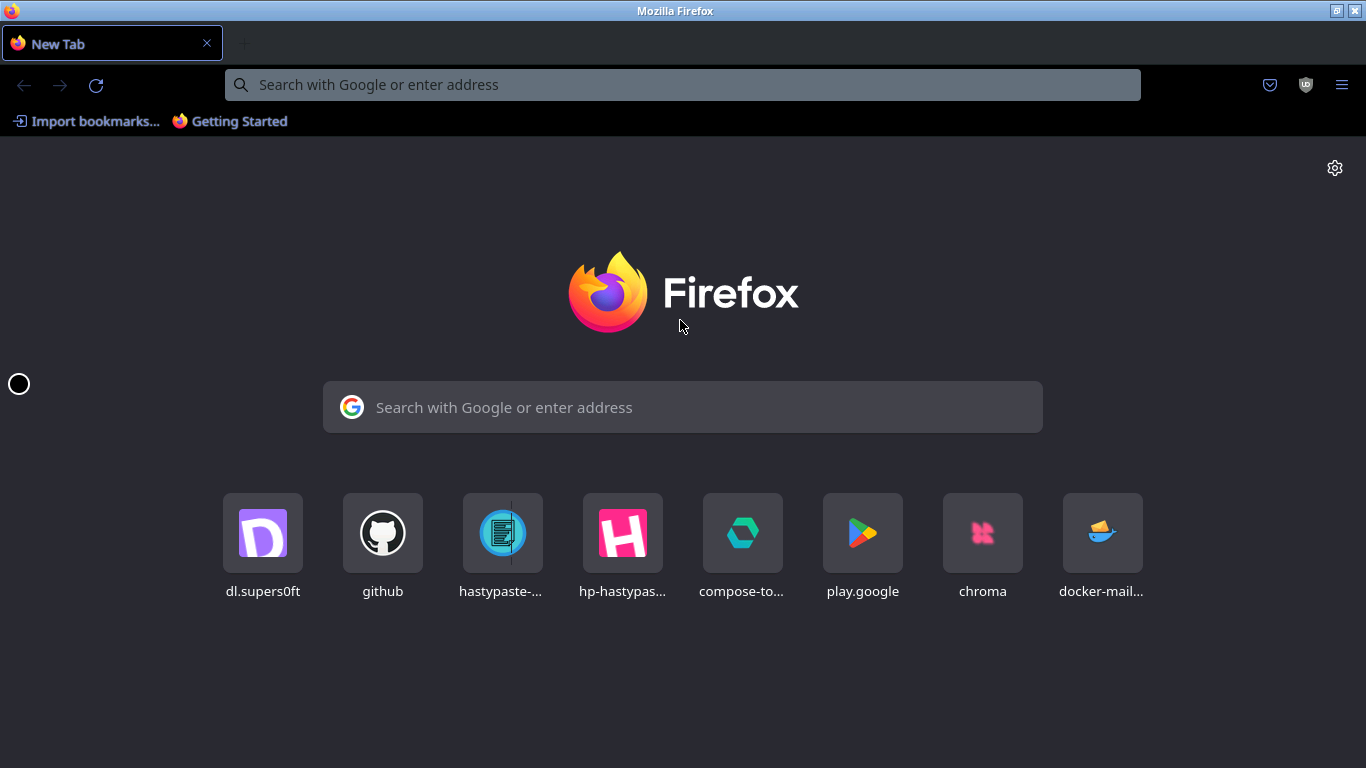 Mozilla Firefox
New Tab
Search with Google or enter address
Import bookmarks...
Getting Started
Firefox
Search with Google or enter address
dl.supers0ft
github
hastypaste-...
hp-hastypas...
compose-to...
play.google
chroma
docker-mail...